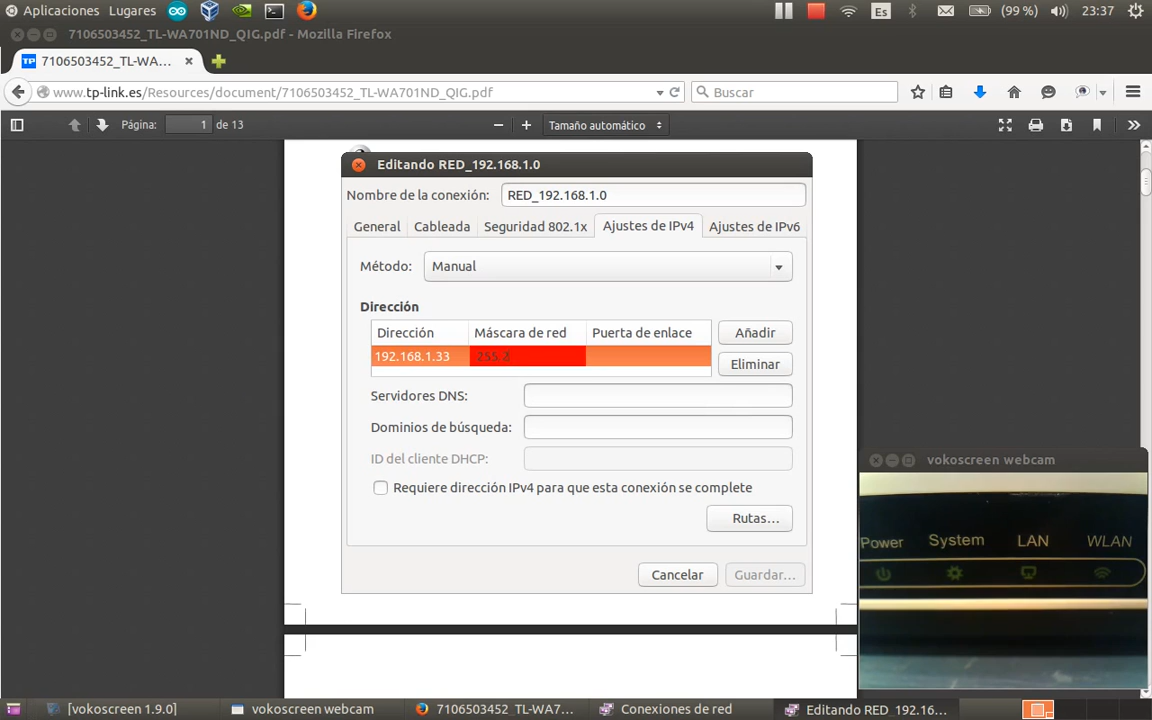 Aplicaciones Lugares Es (99 %) 23:37
7106503452_TL-WA701ND_QIG.pdf - Mozilla Firefox
TP 7106503452_TL-WA...
www.tp-link.es/Resources/document/7106503452_TL-WA701ND_QIG.pdf Buscar
Página: 1 de 13 Tamaño automático
Editando RED_192.168.1.0
Nombre de la conexión: RED_192.168.1.0
General Cableada Seguridad 802.1x Ajustes de IPv4 Ajustes de IPv6
Método: Manual
Dirección
Dirección Máscara de red Puerta de enlace Añadir
192.168.1.33 255.2
Eliminar
Servidores DNS:
Dominios de búsqueda:
ID del cliente DHCP:
Requiere dirección IPv4 para que esta conexión se complete
Rutas...
Cancelar Guardar...
vokoscreen webcam
Power System LAN WLAN
[vokoscreen 1.9.0] vokoscreen webcam 7106503452_TL-WA7... Conexiones de red Editando RED_192.16...